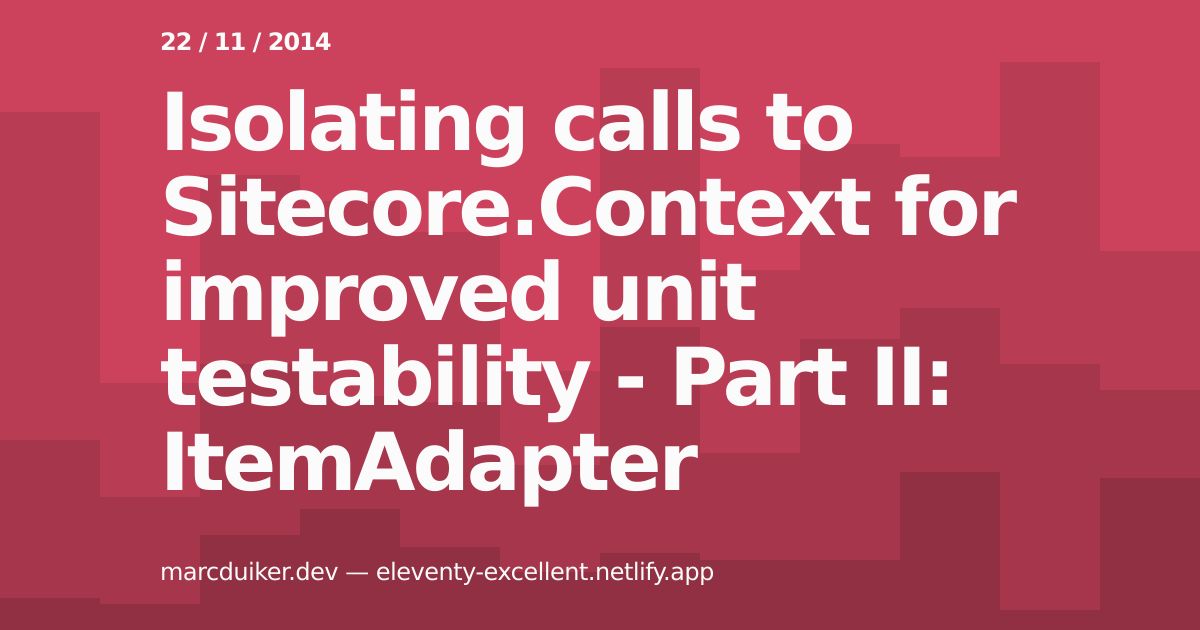 22 / 11 / 2014
Isolating calls to
Sitecore.Context for
improved unit
testability - Part II:
ItemAdapter
marcduiker.dev — eleventy-excellent.netlify.app